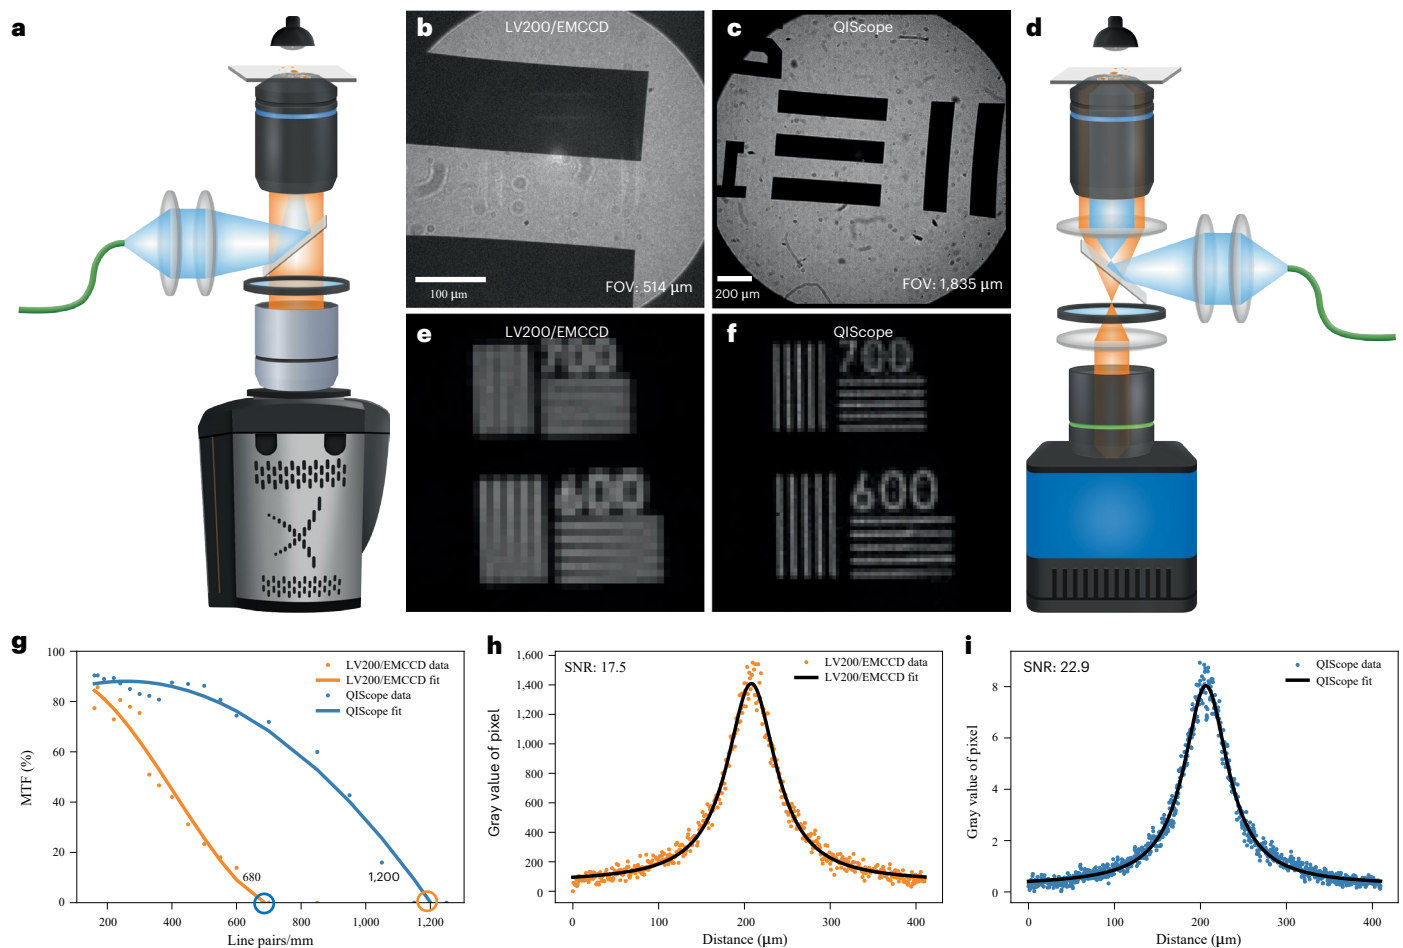 a
b
LV200/EMCCD
100 μm
FOV: 514 μm
c
QIScope
200 μm
FOV: 1,835 μm
d
e
LV200/EMCCD
700
600
f
QIScope
700
600
g
100
80
60
40
20
0
MTF (%)
LV200/EMCCD data
LV200/EMCCD fit
QIScope data
QIScope fit
680
1,200
200
400
600
800
1,000
1,200
Line pairs/mm
h
1,600
1,400
1,200
1,000
800
600
400
200
0
Gray value of pixel
SNR: 17.5
LV200/EMCCD data
LV200/EMCCD fit
0
100
200
300
400
Distance (μm)
i
8
6
4
2
0
Gray value of pixel
SNR: 22.9
QIScope data
QIScope fit
0
100
200
300
400
Distance (μm)